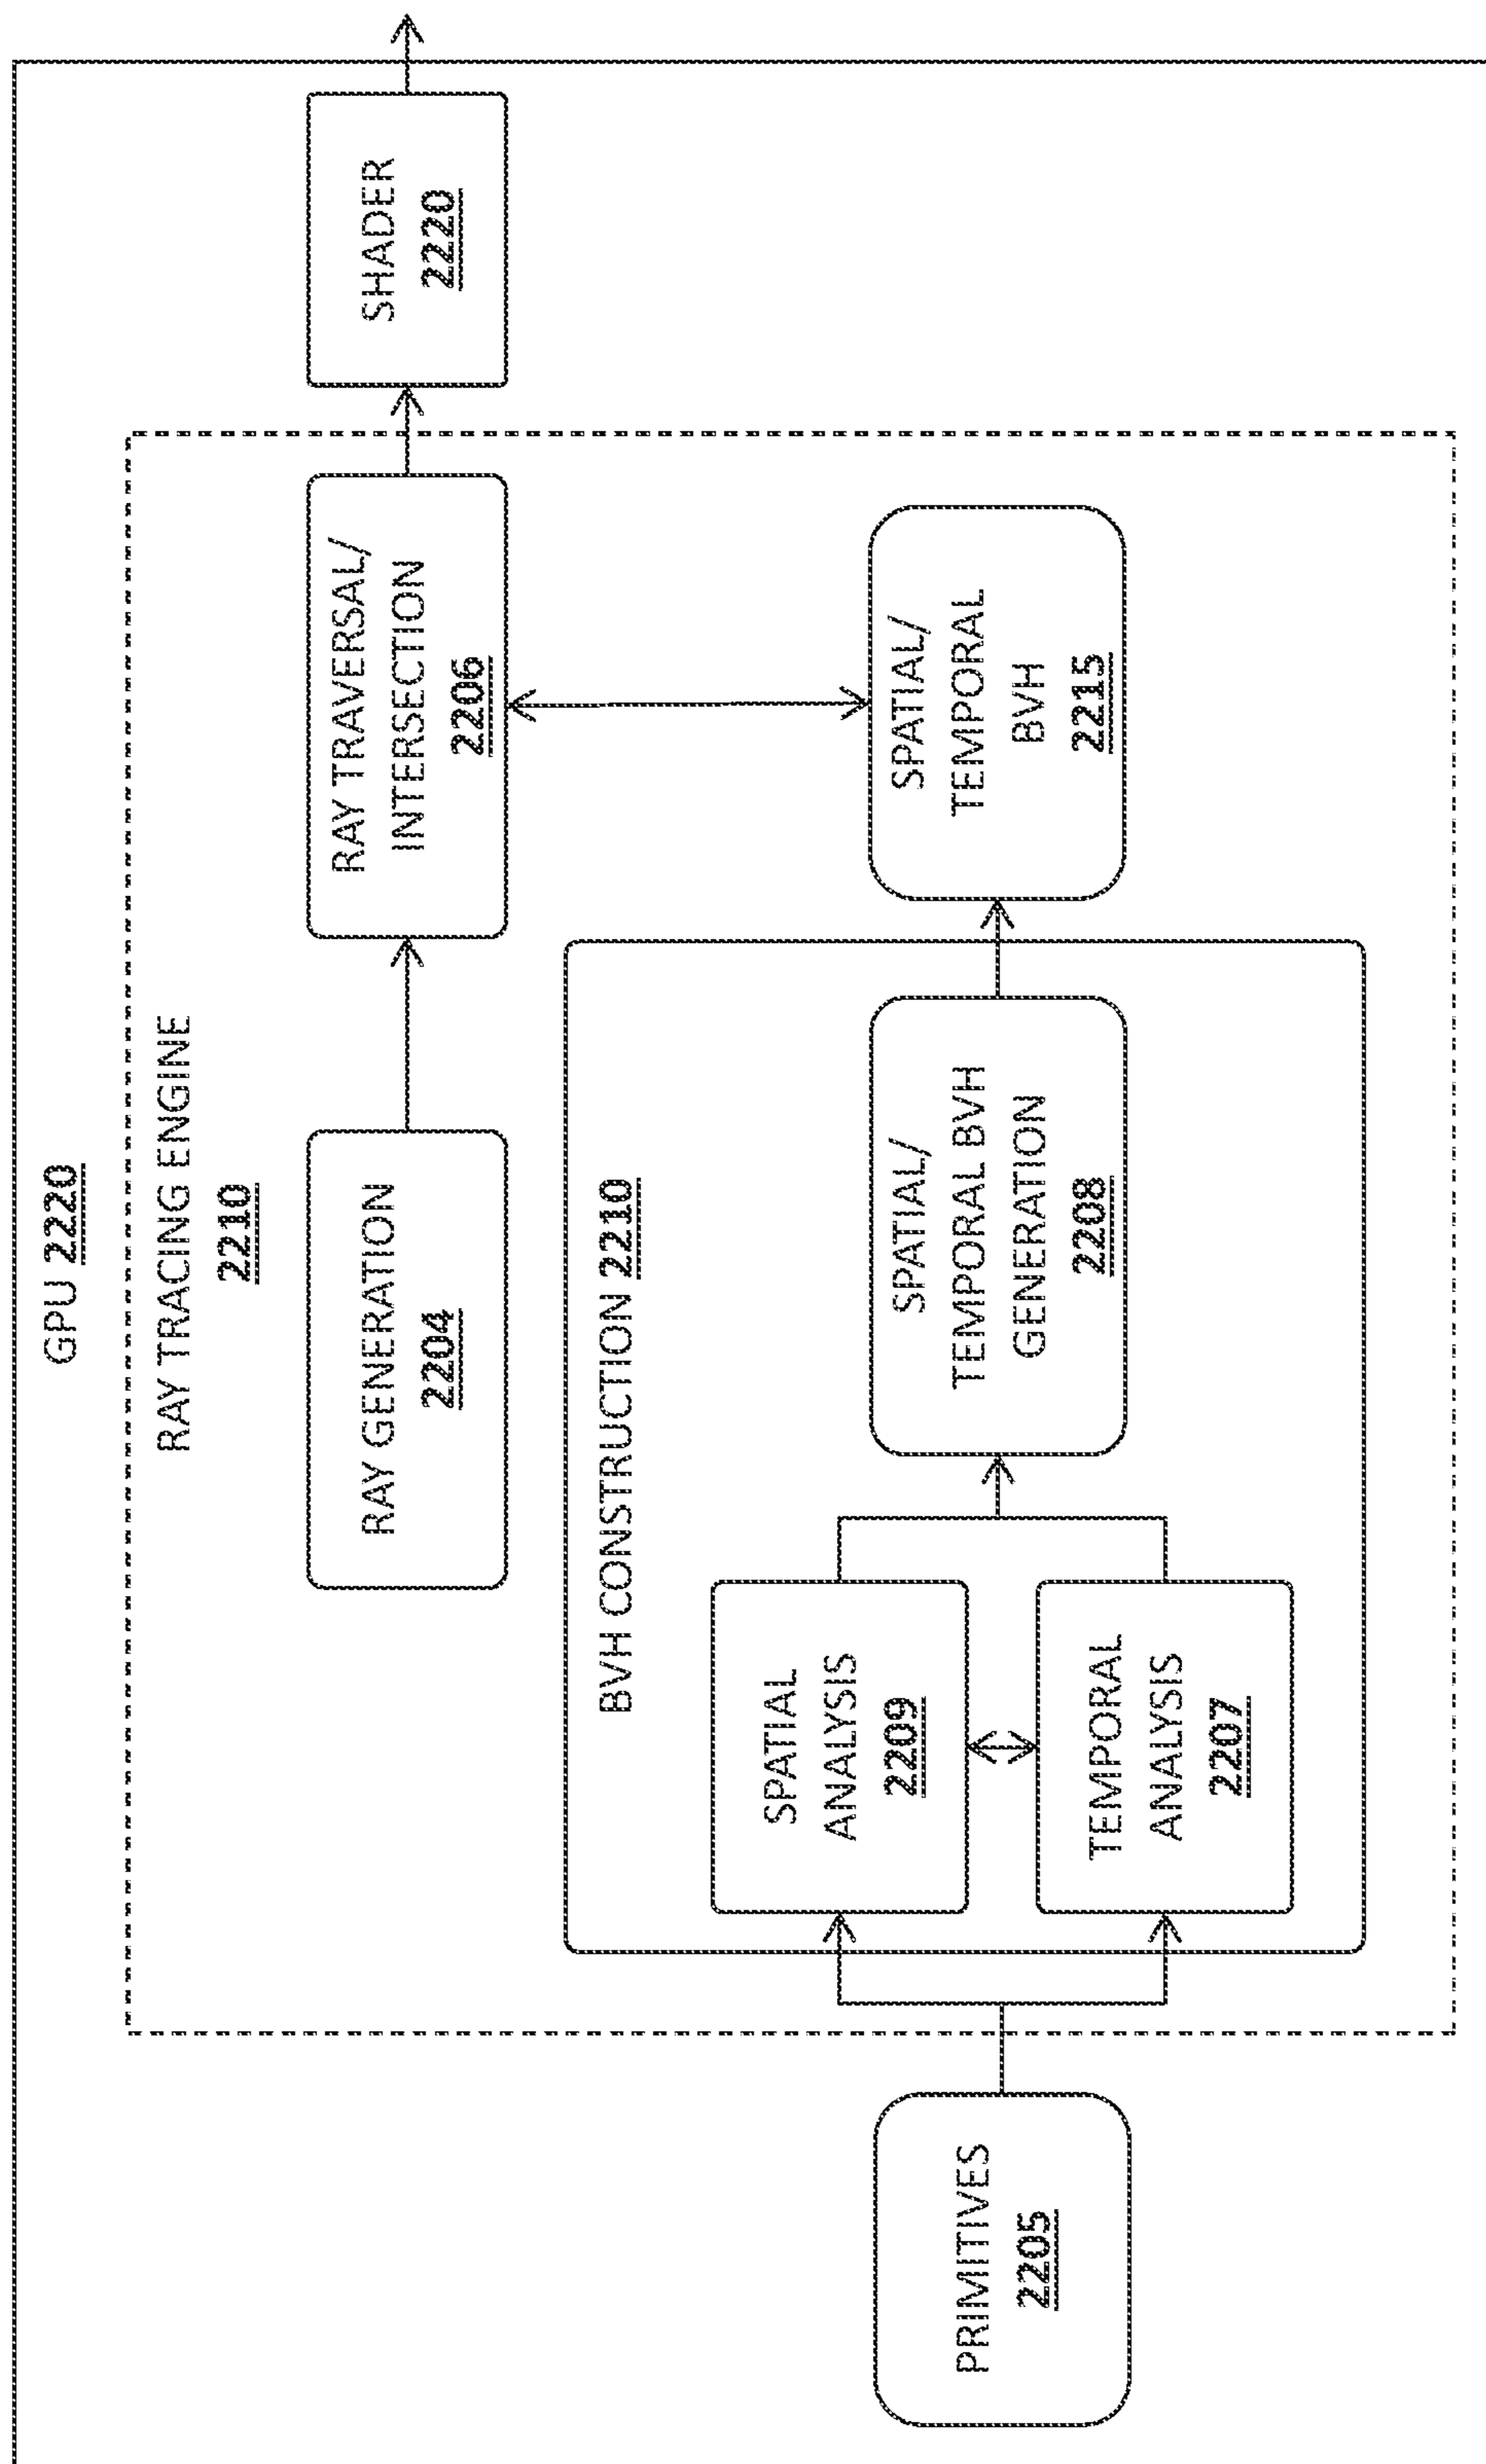 GPU 2220
RAY TRACING ENGINE
2210
RAY GENERATION
2204
RAY TRAVERSAL/
INTERSECTION
2206
SHADER
2220
BVH CONSTRUCTION 2210
SPATIAL
ANALYSIS
2209
TEMPORAL
ANALYSIS
2207
SPATIAL/
TEMPORAL BVH
GENERATION
2208
SPATIAL/
TEMPORAL
BVH
2215
PRIMITIVES
2205